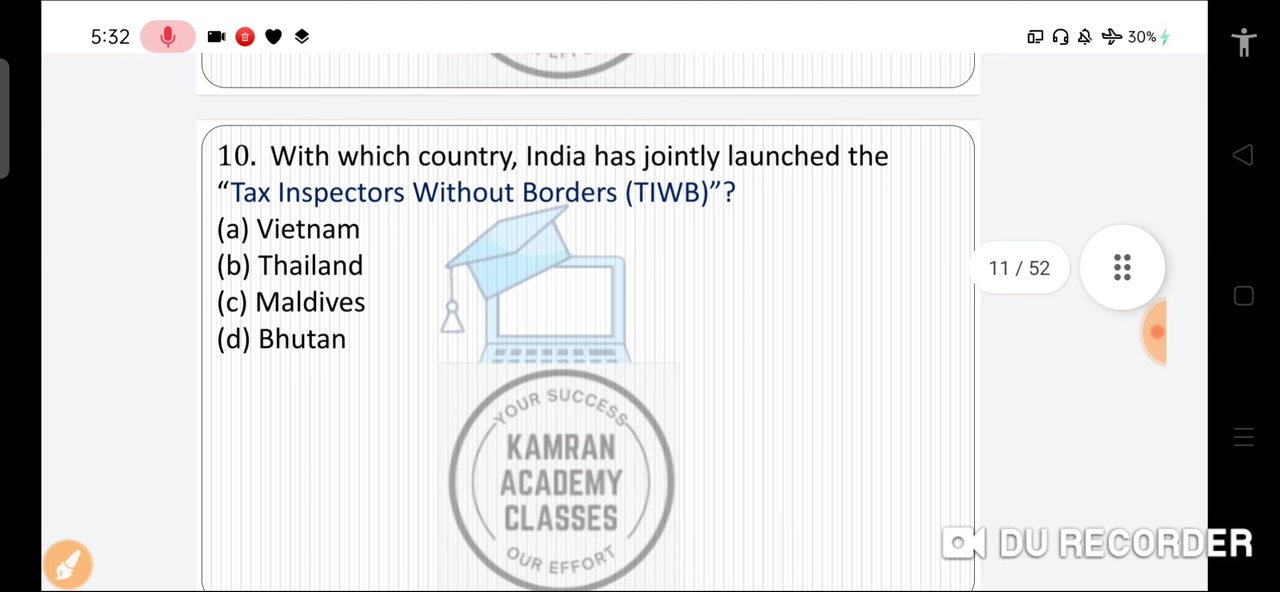 5:32
30%
10. With which country, India has jointly launched the
“Tax Inspectors Without Borders (TIWB)”?
(a) Vietnam
(b) Thailand
(c) Maldives
(d) Bhutan
11 / 52
YOUR SUCCESS
KAMRAN
ACADEMY
CLASSES
OUR EFFORT
DU RECORDER